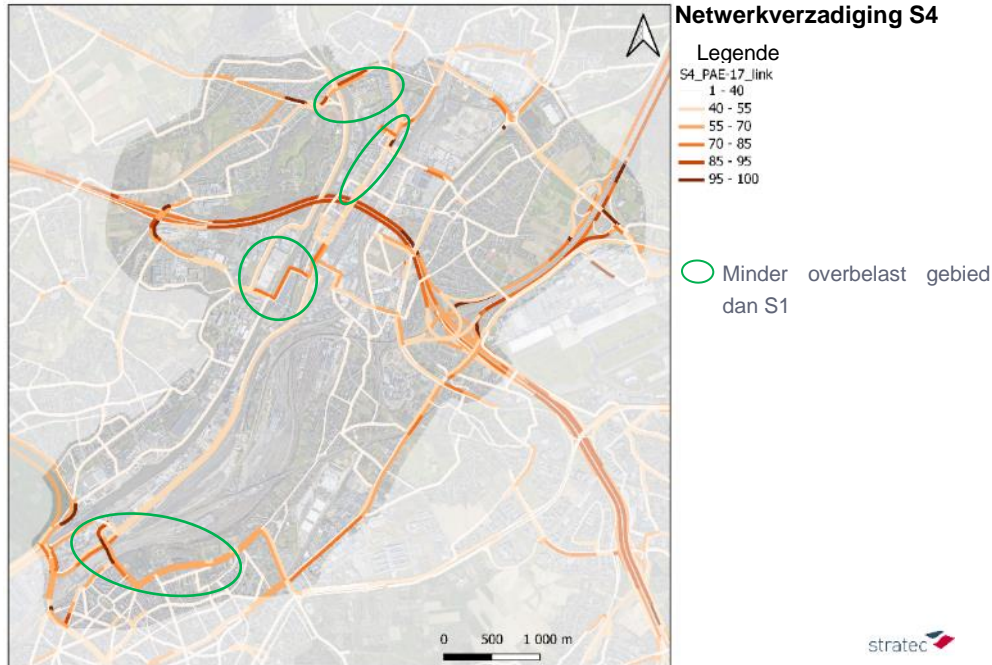 Netwerkverzadiging S4
Legende
S4_PAE-17_link
1 - 40
40 - 55
55 - 70
70 - 85
85 - 95
95 - 100
Minder overbelast gebied
dan S1
0 500 1 000 m
stratec